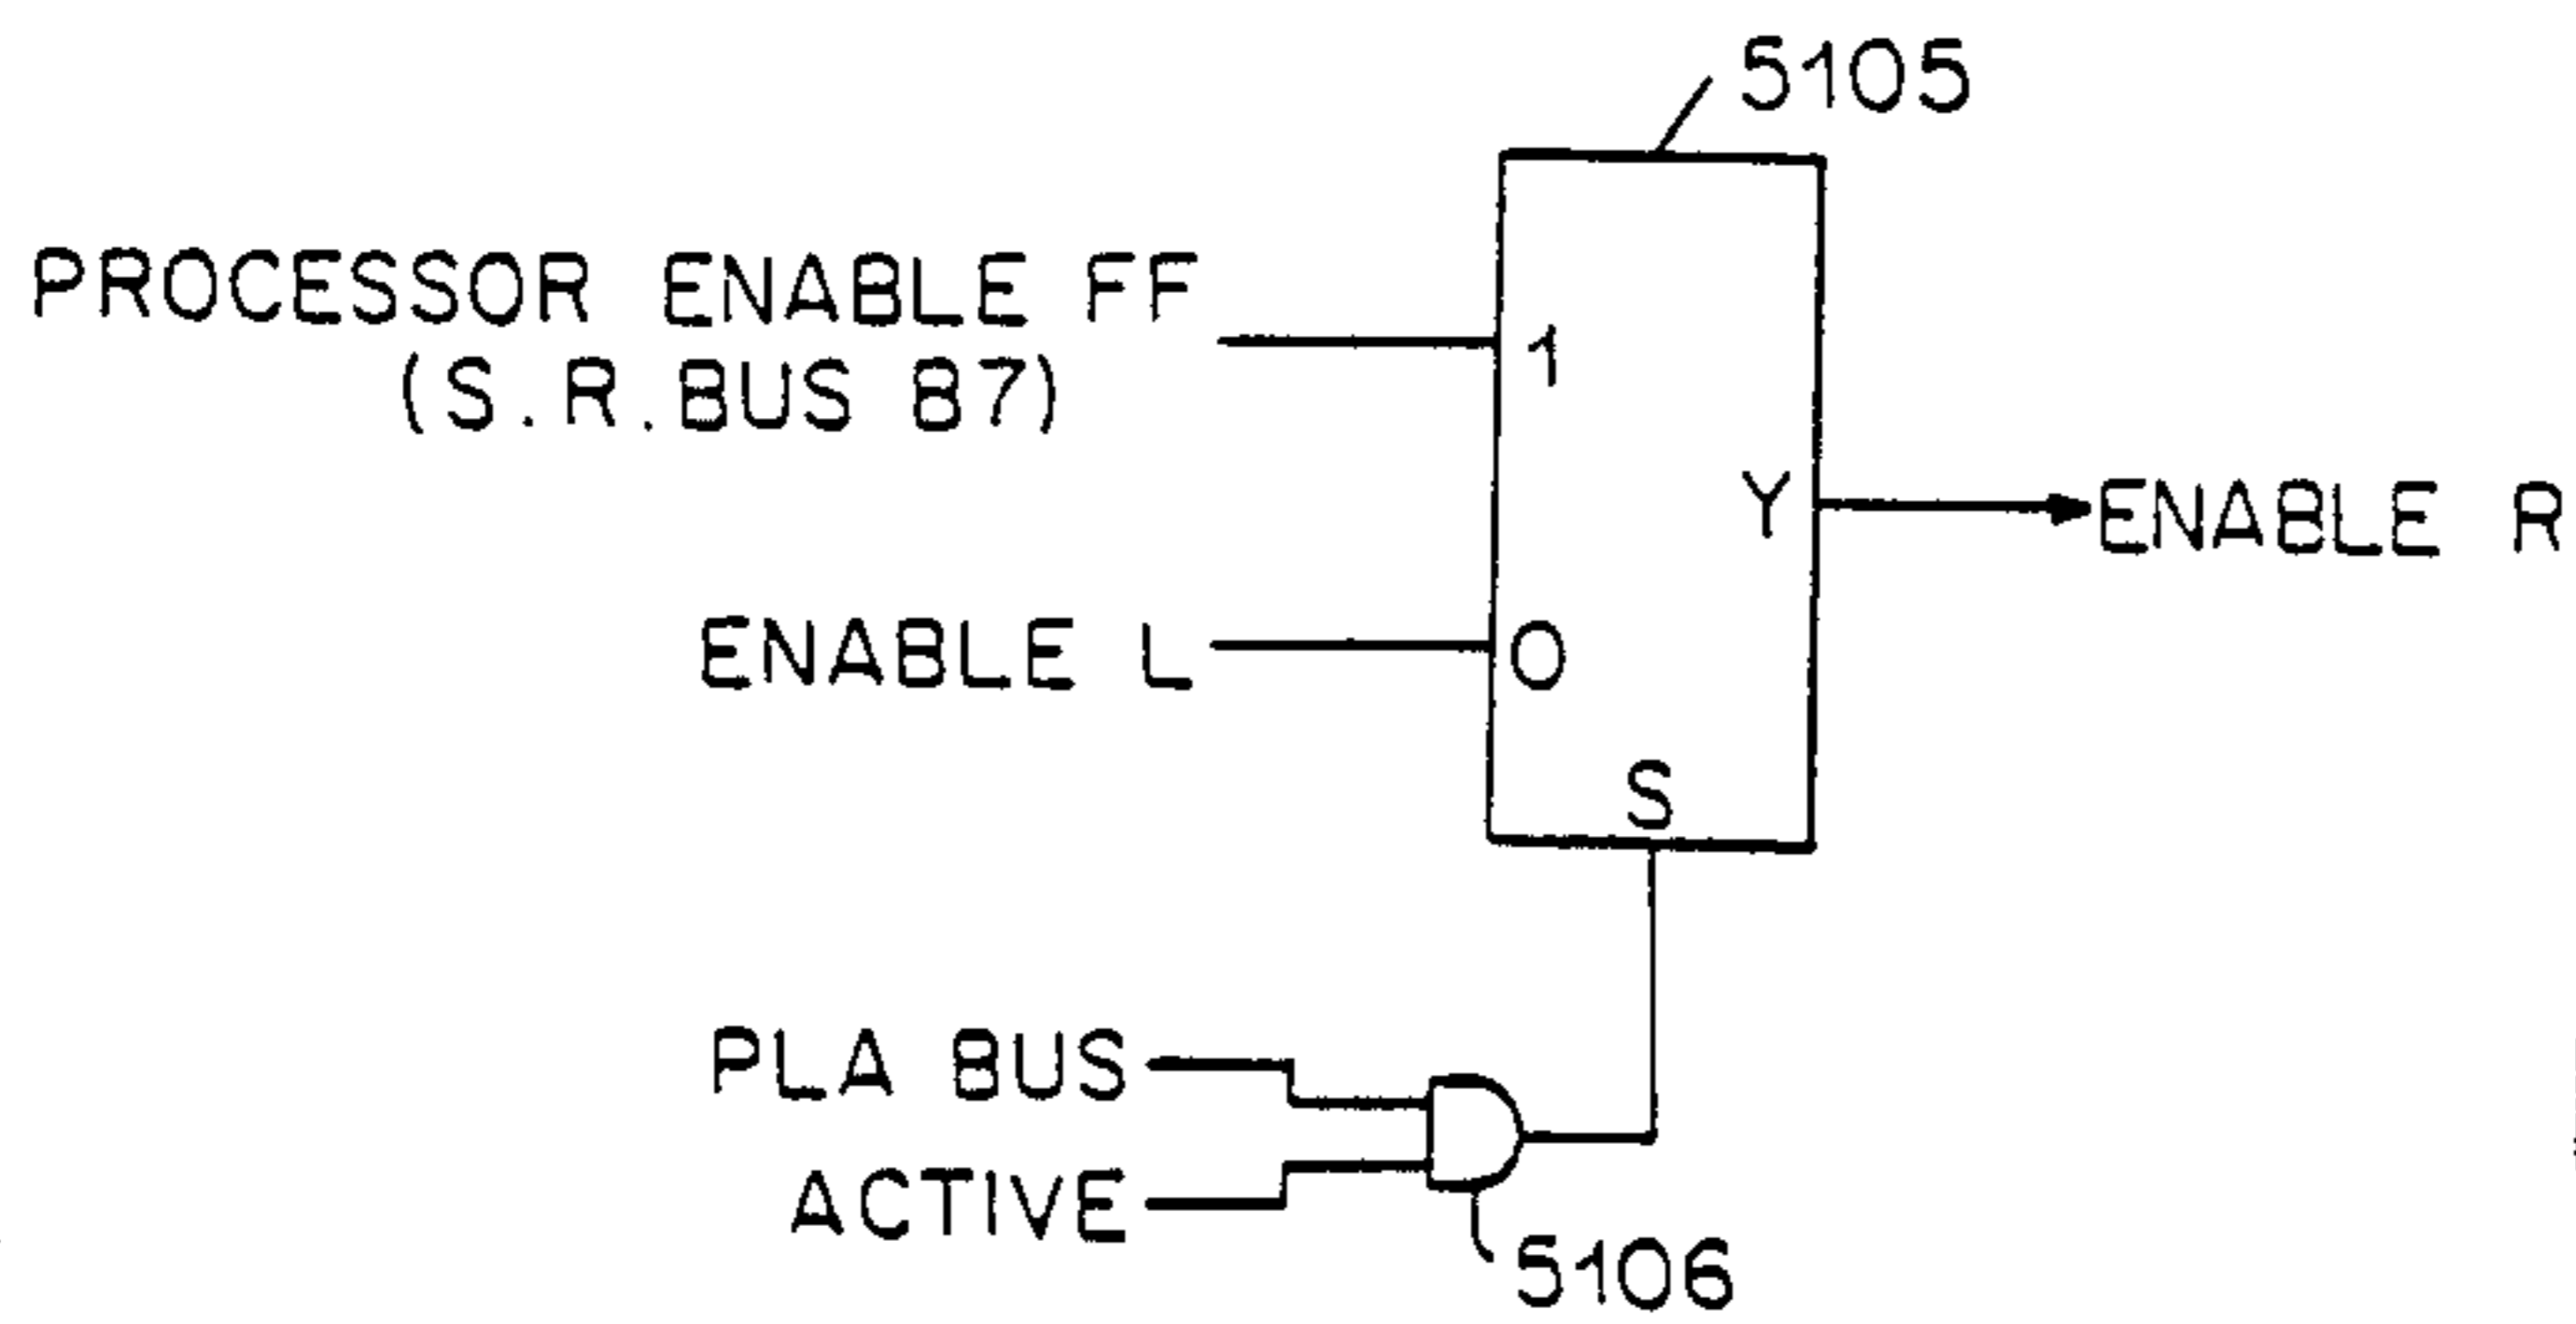 5105
PROCESSOR ENABLE FF
(S.R.BUS 87)
1
Y
ENABLE R
ENABLE L
0
S
PLA BUS
ACTIVE
5106